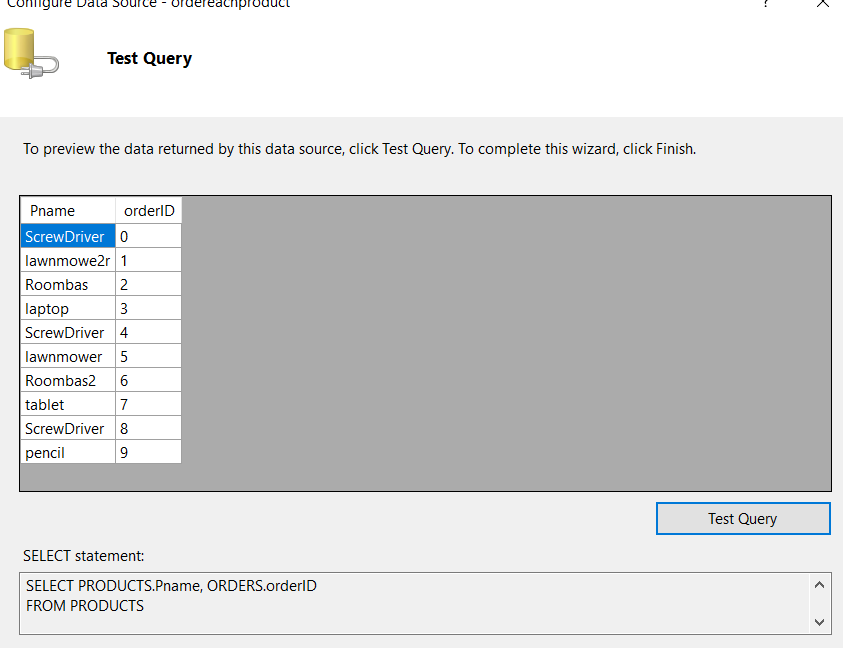 Configure Data Source - ordereachproduct ?
Test Query
To preview the data returned by this data source, click Test Query. To complete this wizard, click Finish.
Pname orderID
ScrewDriver 0
lawnmowe2r 1
Roombas 2
laptop 3
ScrewDriver 4
lawnmower 5
Roombas2 6
tablet 7
ScrewDriver 8
pencil 9
Test Query
SELECT statement:
SELECT PRODUCTS.Pname, ORDERS.orderID
FROM PRODUCTS